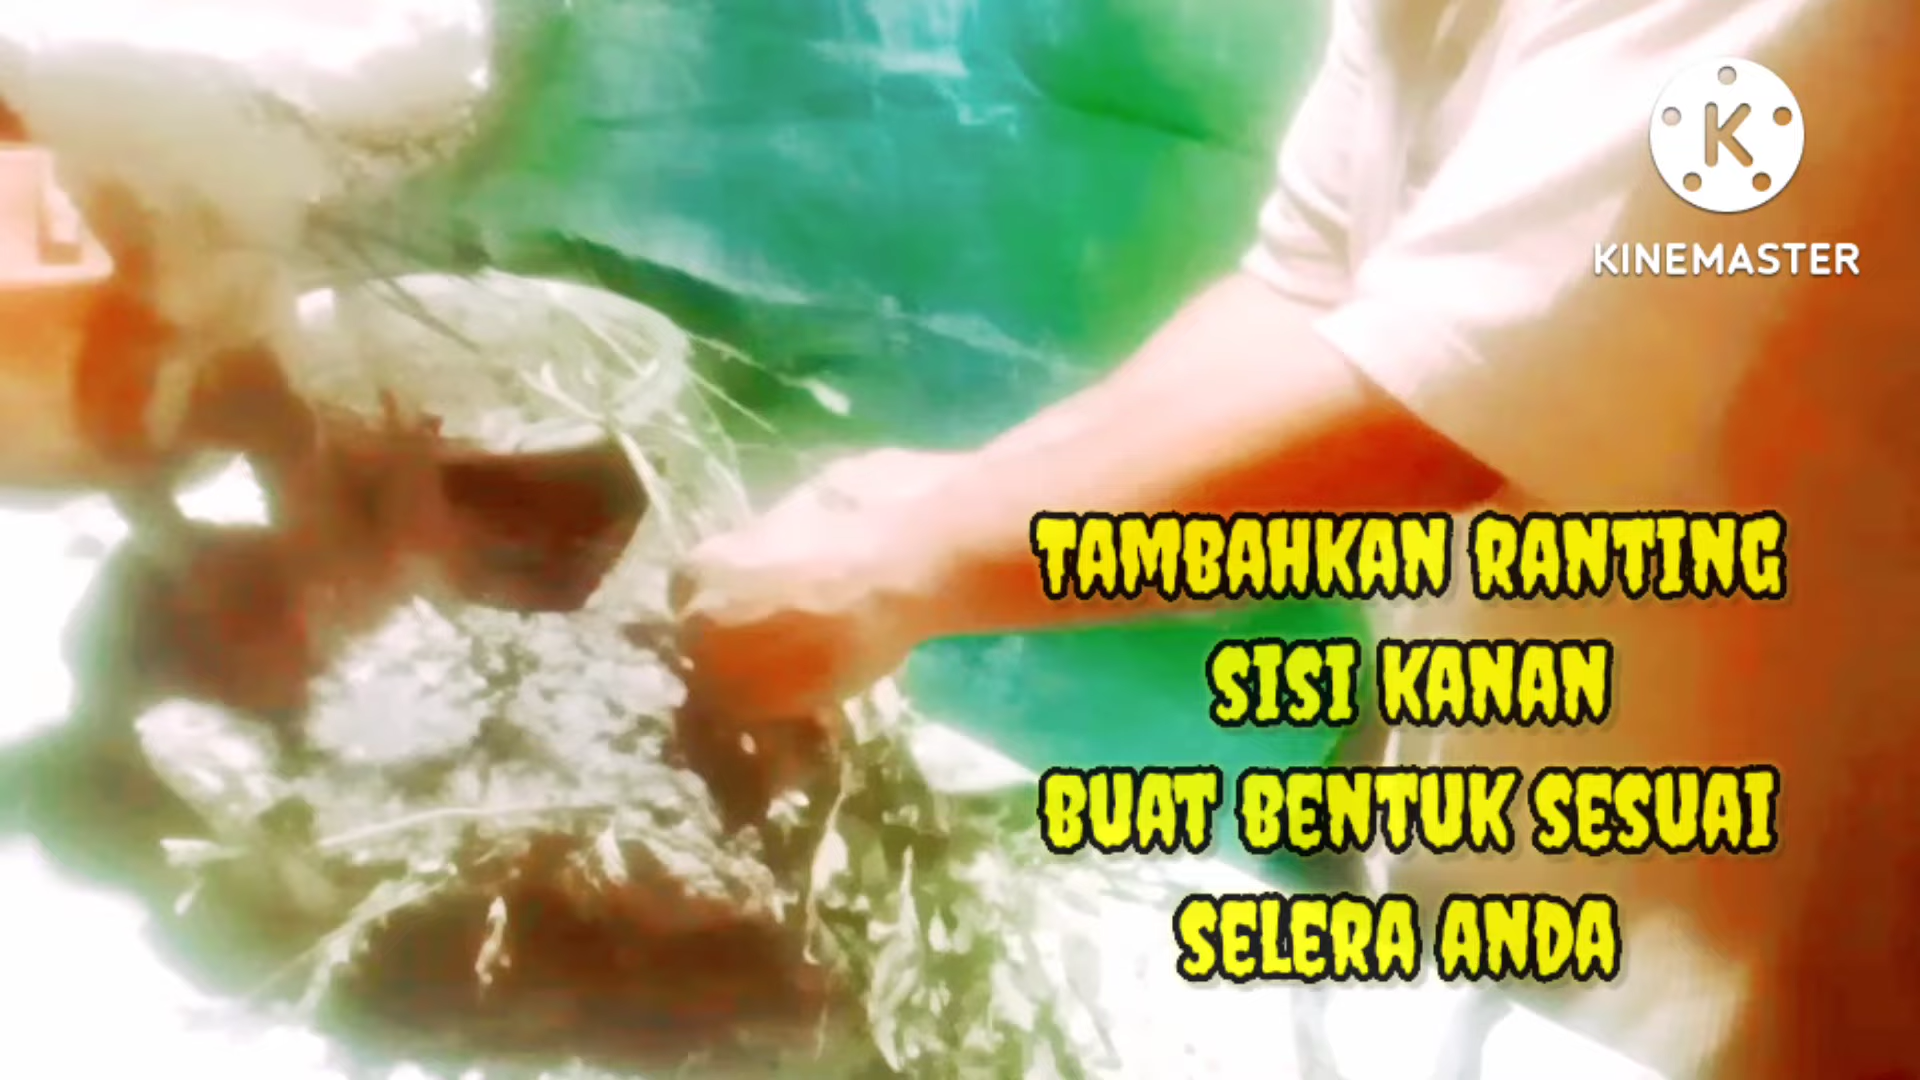 K
KINEMASTER
TAMBAHKAN RANTING
SISI KANAN
BUAT BENTUK SESUAI
SELERA ANDA